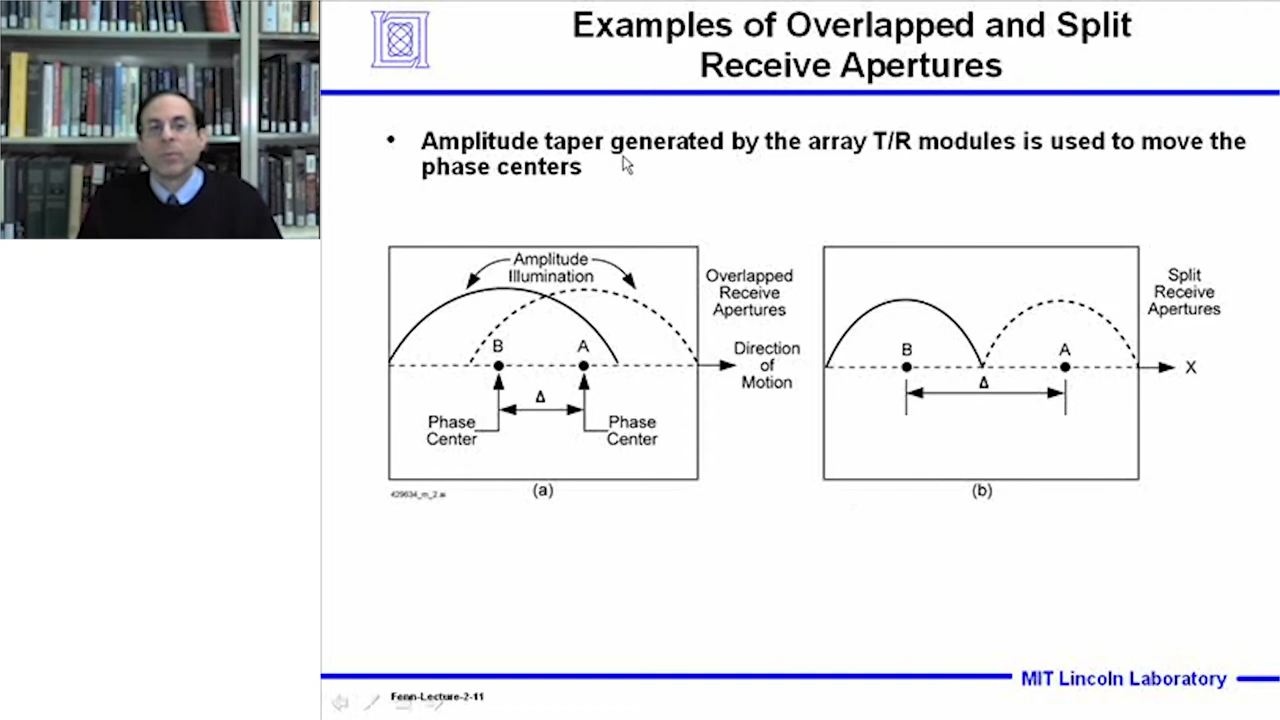 Examples of Overlapped and Split
Receive Apertures
• Amplitude taper generated by the array T/R modules is used to move the
phase centers
Amplitude
Illumination
Overlapped
Receive
Apertures
B
A
Direction
of
Motion
Δ
Phase
Center
Phase
Center
429634_m_2.ai
(a)
Split
Receive
Apertures
B
A
X
Δ
(b)
MIT Lincoln Laboratory
Fenn-Lecture-2-11